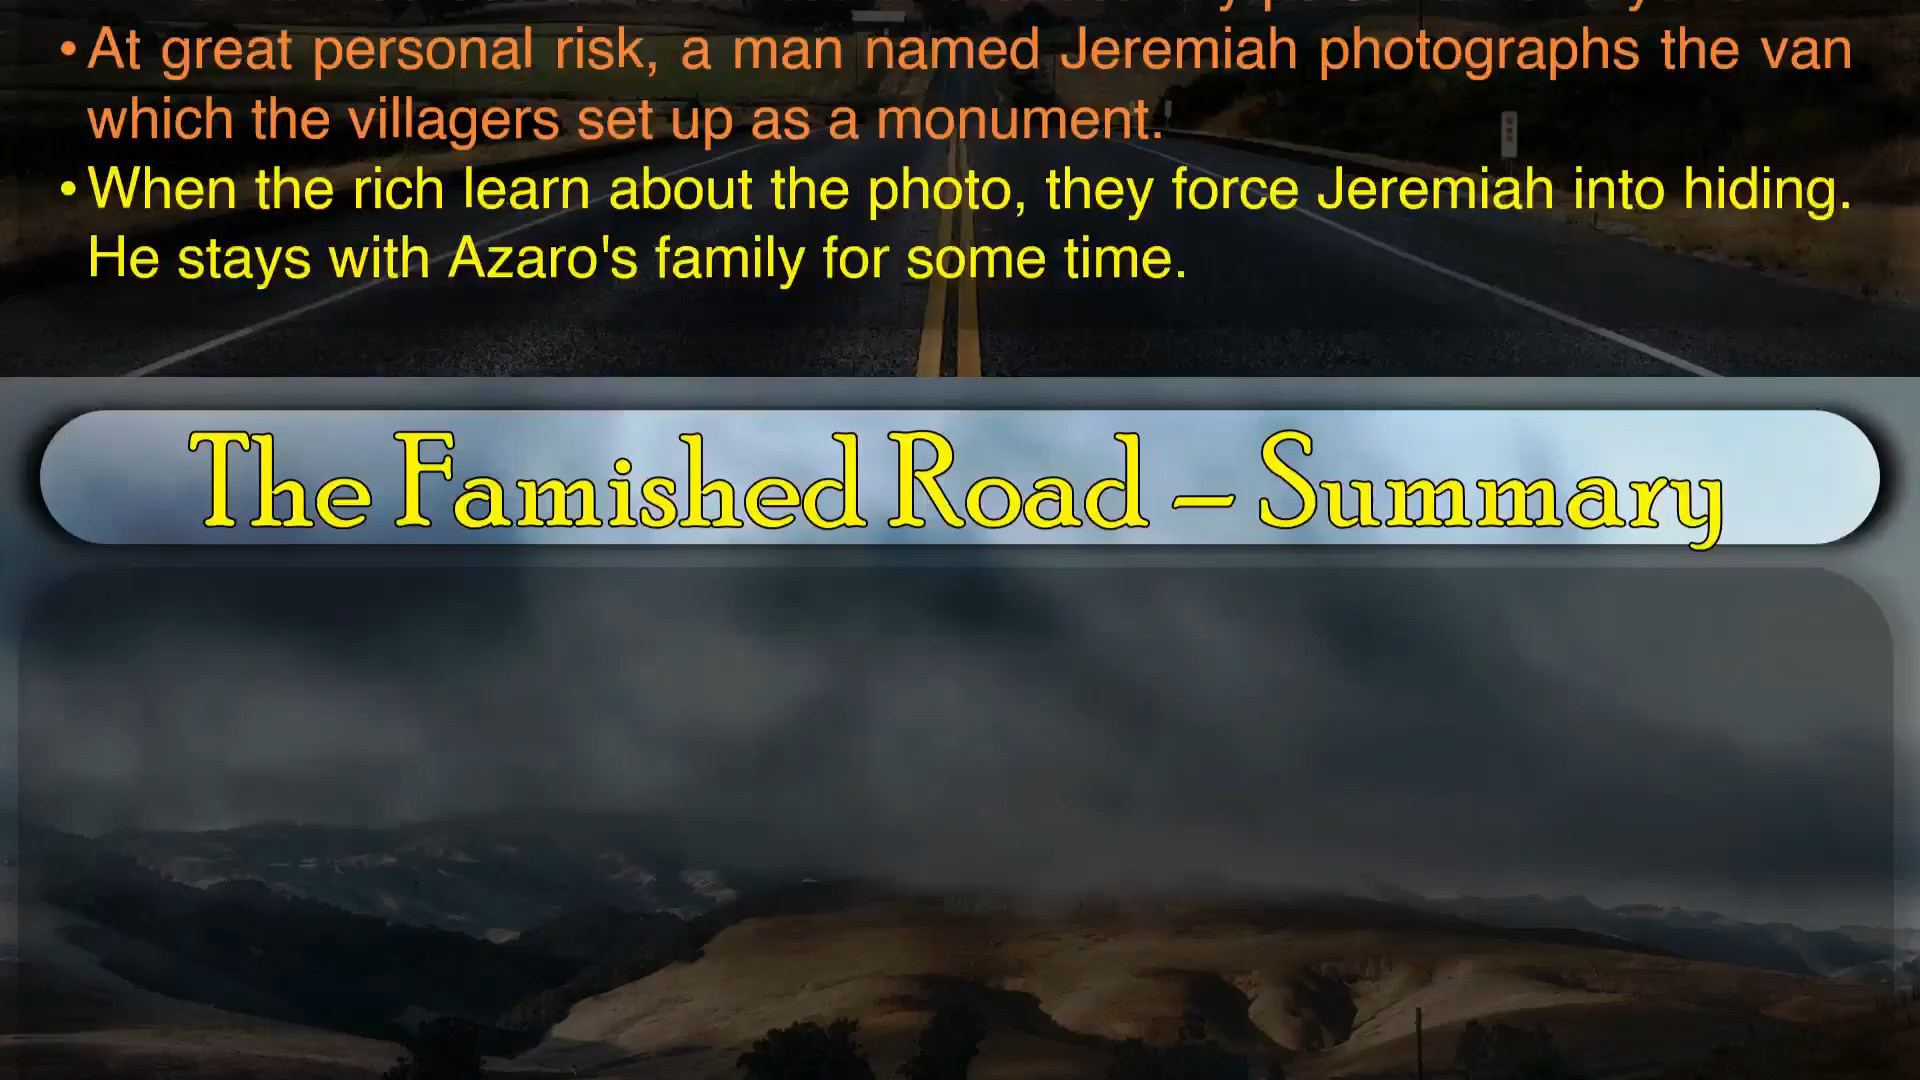 •At great personal risk, a man named Jeremiah photographs the van
which the villagers set up as a monument.
•When the rich learn about the photo, they force Jeremiah into hiding.
He stays with Azaro's family for some time.
The Famished Road – Summary